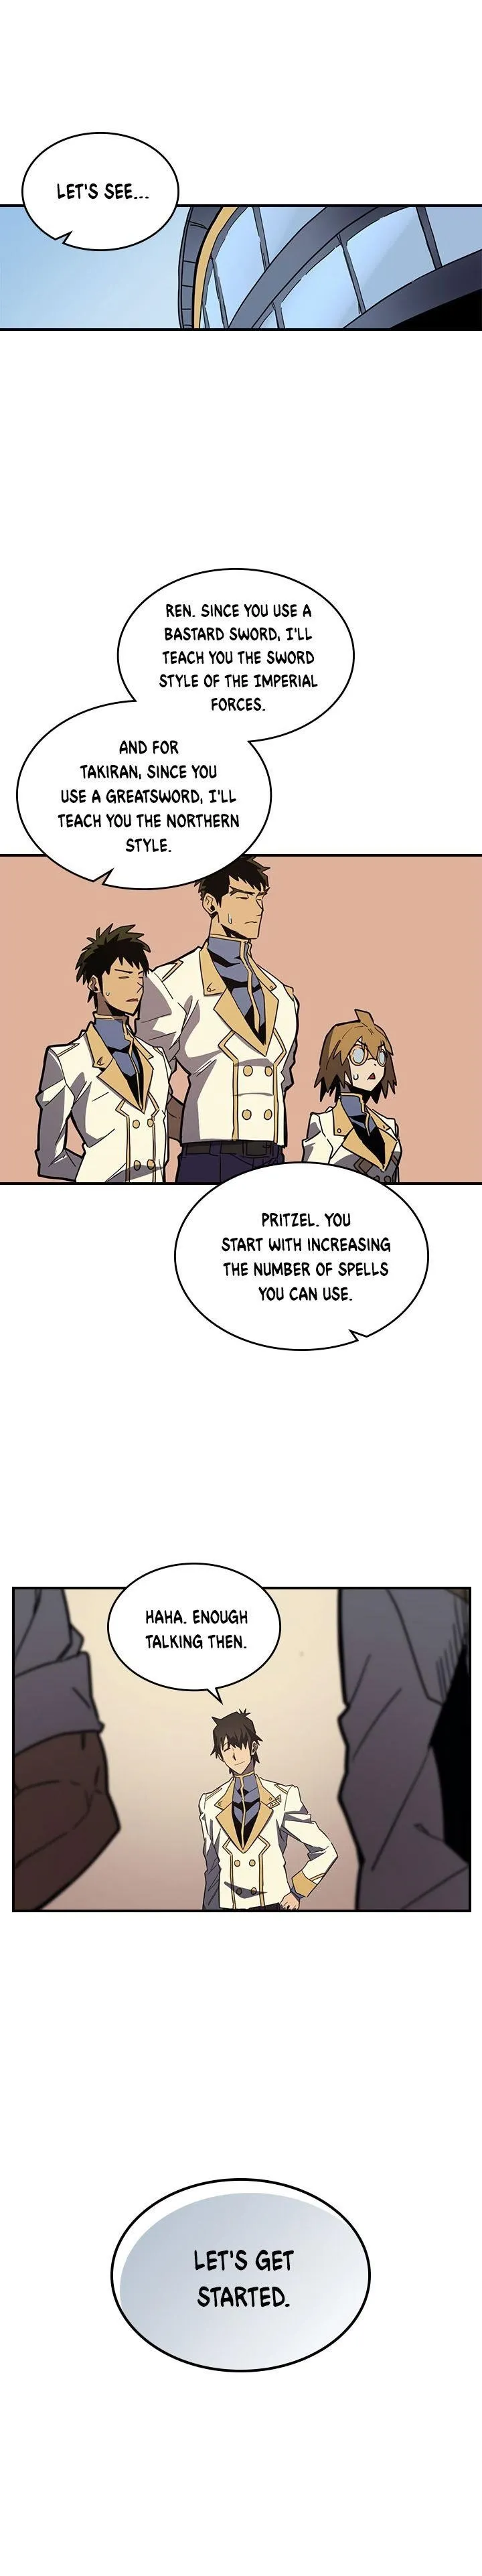 LET'S SEE...
REN. SINCE YOU USE A
BASTARD SWORD, I'LL
TEACH YOU THE SWORD
STYLE OF THE IMPERIAL
FORCES.
AND FOR
TAKIRAN, SINCE YOU
USE A GREATSWORD, I'LL
TEACH YOU THE NORTHERN
STYLE.
PRITZEL. YOU
START WITH INCREASING
THE NUMBER OF SPELLS
YOU CAN USE.
HAHA. ENOUGH
TALKING THEN.
LET'S GET
STARTED.